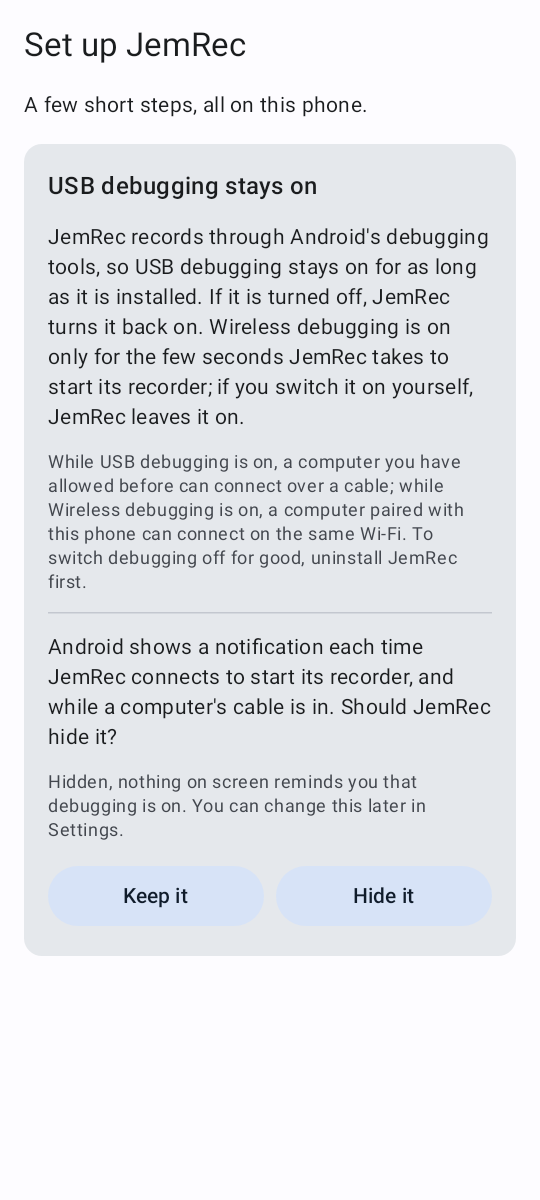 Set up JemRec
A few short steps, all on this phone.
USB debugging stays on
JemRec records through Android's debugging
tools, so USB debugging stays on for as long
as it is installed. If it is turned off, JemRec
turns it back on. Wireless debugging is on
only for the few seconds JemRec takes to
start its recorder; if you switch it on yourself,
JemRec leaves it on.
While USB debugging is on, a computer you have
allowed before can connect over a cable; while
Wireless debugging is on, a computer paired with
this phone can connect on the same Wi-Fi. To
switch debugging off for good, uninstall JemRec
first.
Android shows a notification each time
JemRec connects to start its recorder, and
while a computer's cable is in. Should JemRec
hide it?
Hidden, nothing on screen reminds you that
debugging is on. You can change this later in
Settings.
Keep it
Hide it